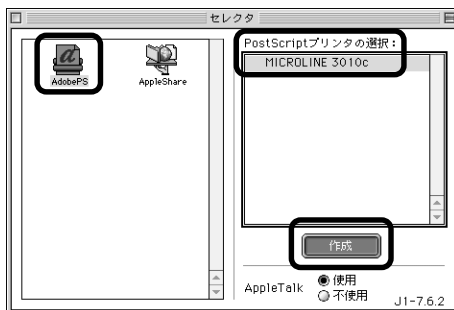 セレクタ
AdobePS
AppleShare
PostScriptプリンタの選択：
MICROLINE 3010c
作成
AppleTalk
使用
不使用
J1-7.6.2